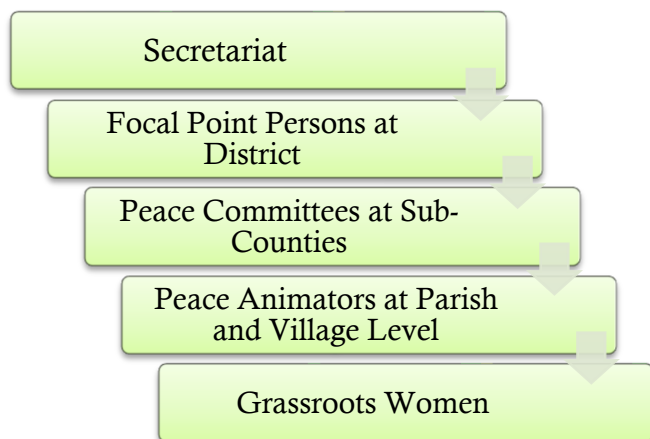 Secretariat
Focal Point Persons at
District
Peace Committees at Sub-
Counties
Peace Animators at Parish
and Village Level
Grassroots Women